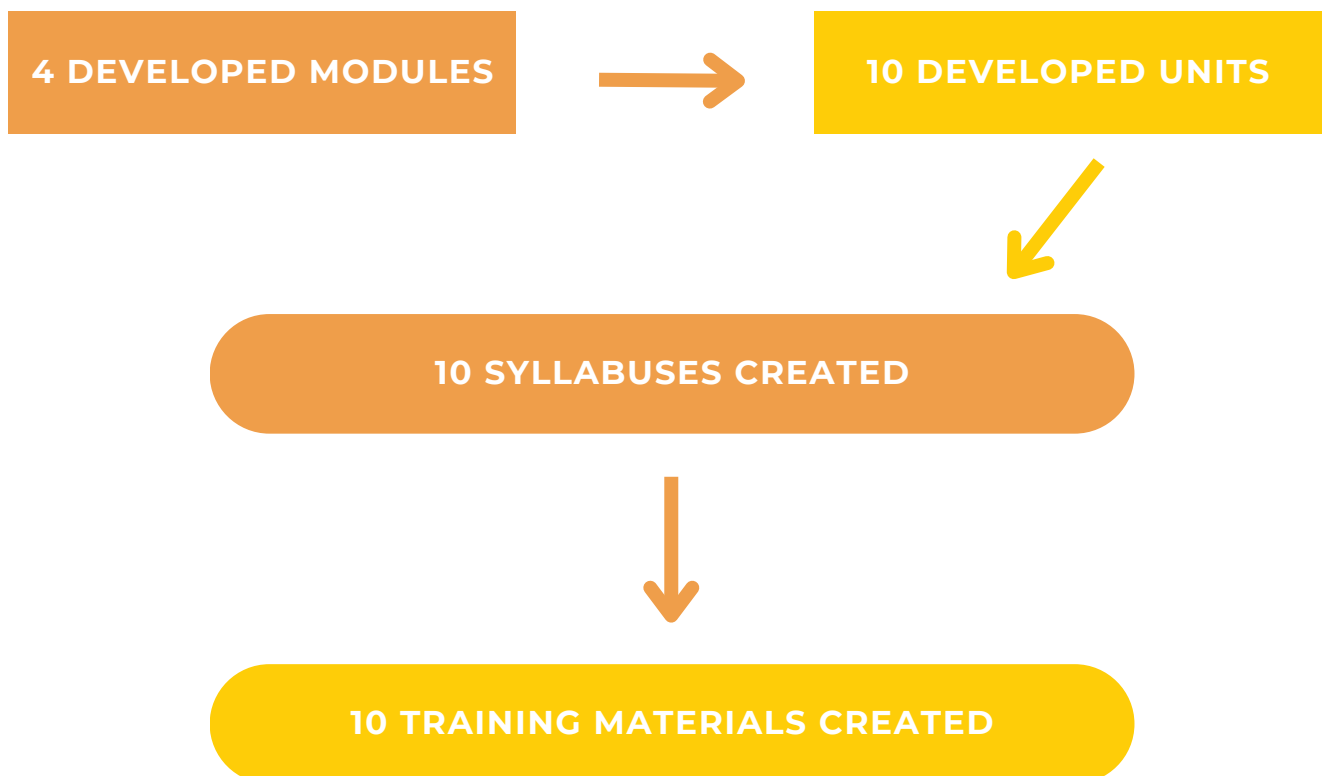 4 DEVELOPED MODULES
10 DEVELOPED UNITS
10 SYLLABUSES CREATED
10 TRAINING MATERIALS CREATED